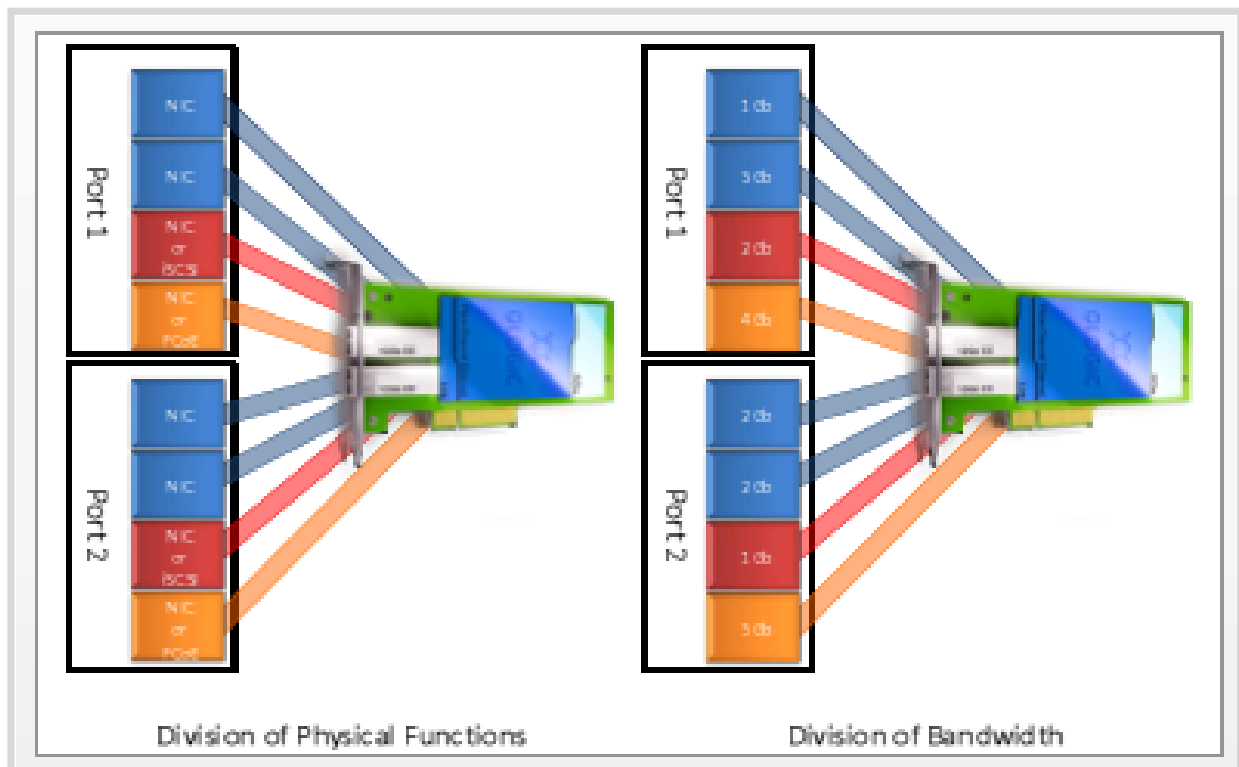 Port 1
NIC
NIC
NIC
or
iSCSI
NIC
or
FCoE
Port 2
NIC
NIC
NIC
or
iSCSI
NIC
or
FCoE
Division of Physical Functions
Port 1
1 Gb
3 Gb
2 Gb
4 Gb
Port 2
2 Gb
2 Gb
1 Gb
5 Gb
Division of Bandwidth